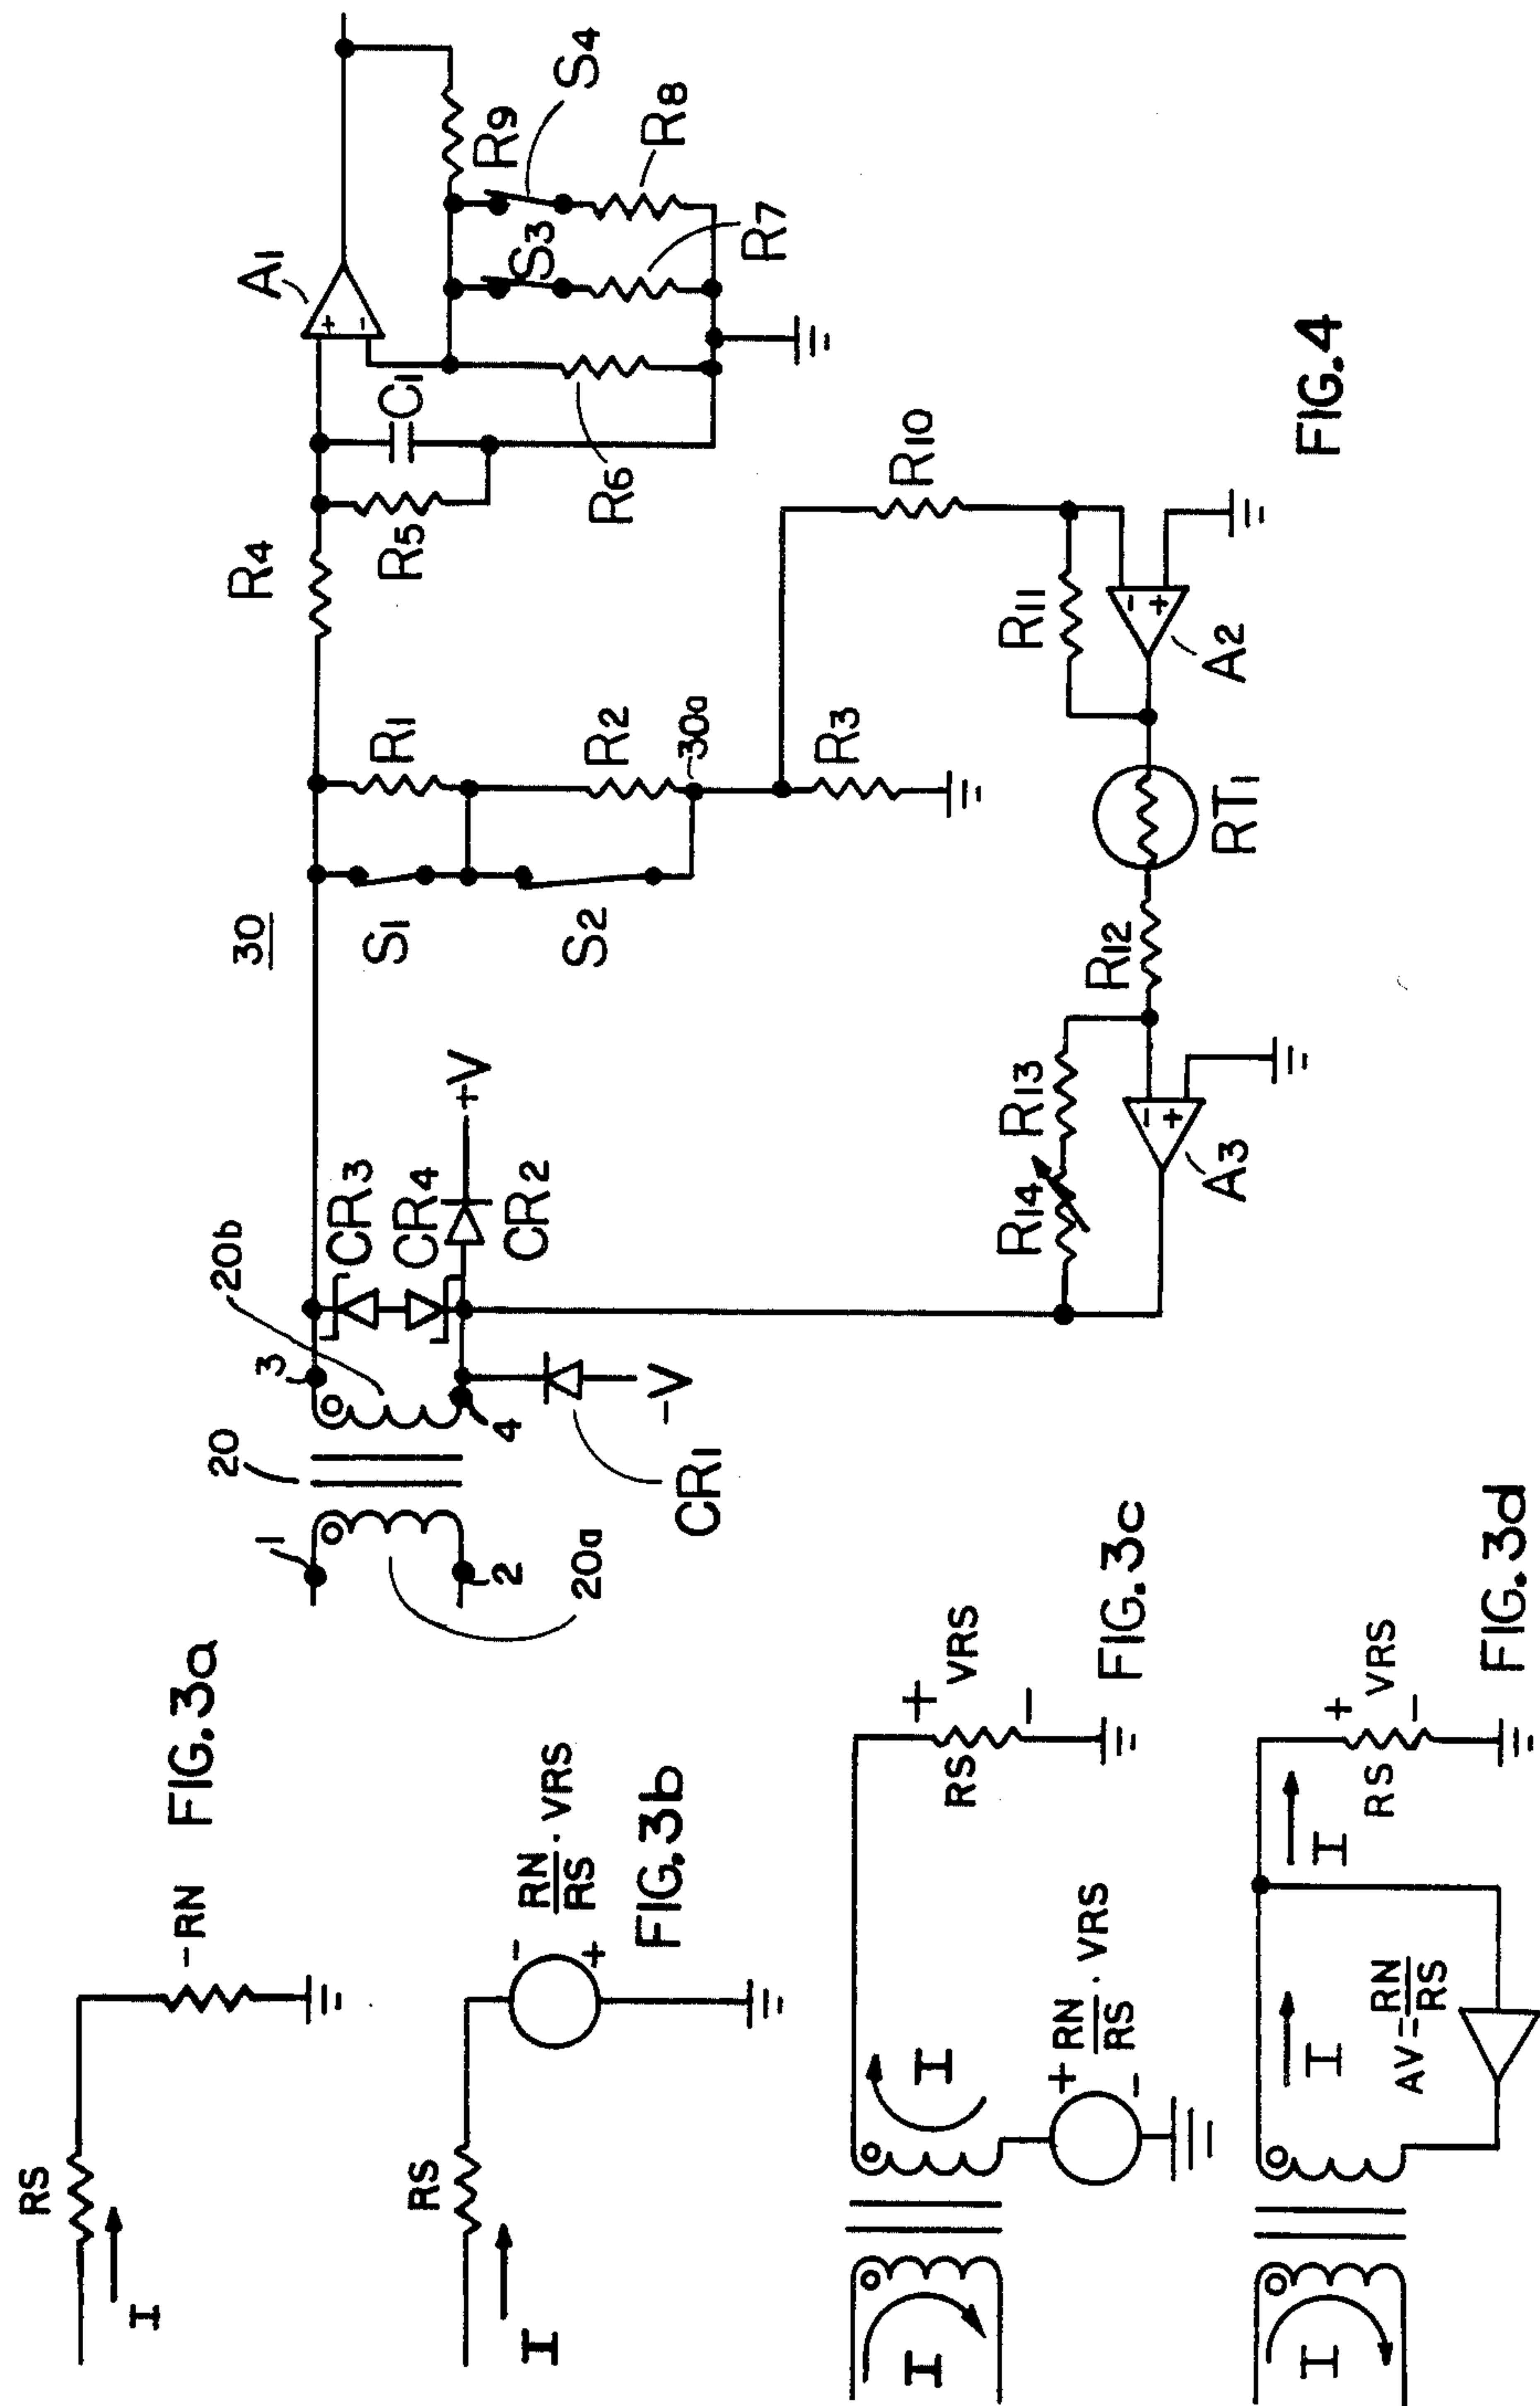 RS
I
-RN
FIG.3a
RS
I
-
+
RN/RS · VRS
FIG.3b
I
I
+
-
RN/RS · VRS
RS
+
VRS
-
FIG.3c
I
I
AV=RN/RS
I
RS
+
VRS
-
FIG.3d
1
2
20
20a
20b
3
4
CR1
-V
CR3
CR4
CR2
+V
30
S1
S2
R1
R2
30a
R3
R4
R5
C1
A1
+
-
R6
S3
R7
R9
S4
R8
R10
R11
-
+
A2
RT1
R12
R13
R14
-
+
A3
FIG.4